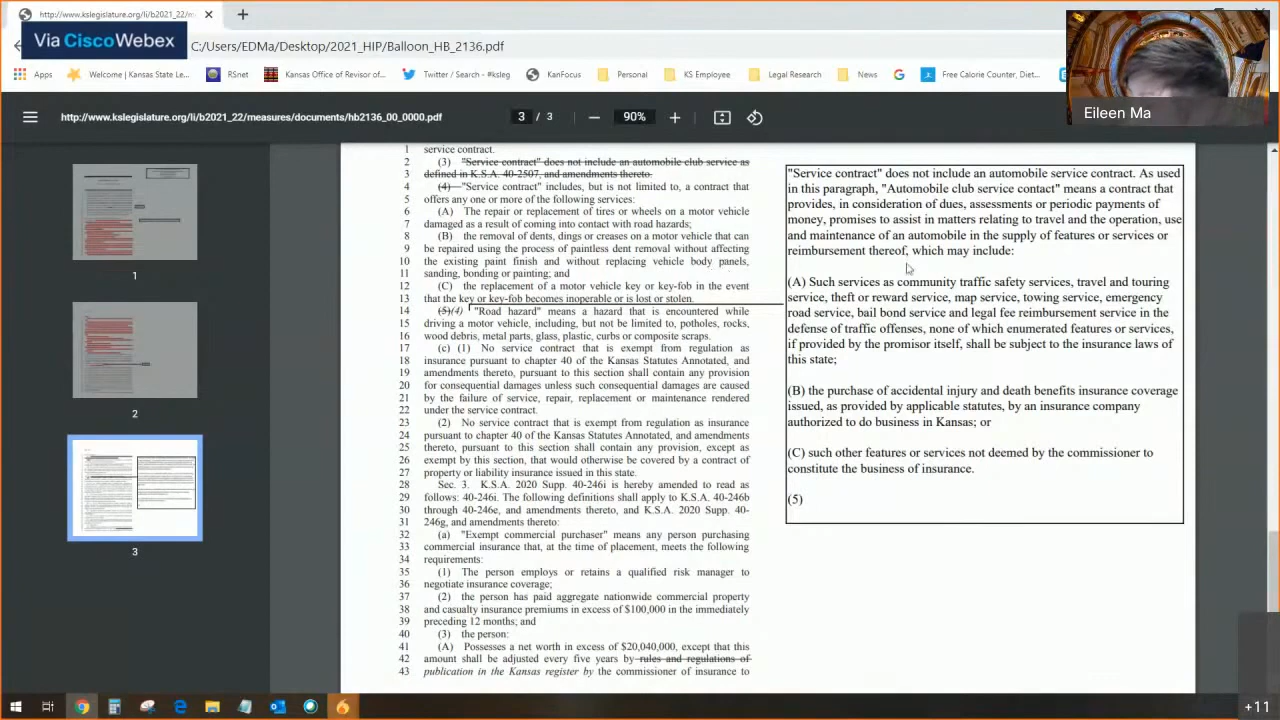 http://www.kslegislature.org/li/b2021_22/m
Via Cisco Webex
C:/Users/EDMa/Desktop/2021_HIP/Balloon_HB_2136.pdf
Apps
Welcome | Kansas State Le...
RSnet
Kansas Office of Revisor of...
Twitter / Search - #ksleg
KanFocus
Personal
KS Employee
Legal Research
News
Free Calorie Counter, Diet...
Eileen Ma
http://www.kslegislature.org/li/b2021_22/measures/documents/hb2136_00_0000.pdf
3 / 3
90%
1
2
3
1 service contract.
2 (3) "Service contract" does not include an automobile club service as
3 defined in K.S.A. 40-2507, and amendments thereto.
4 (4) "Service contract" includes, but is not limited to, a contract that
5 offers any one or more of the following services:
6 (A) The repair or replacement of tires or wheels on a motor vehicle
7 damaged as a result of coming into contact with road hazards;
8 (B) the removal of dents, dings or creases on a motor vehicle that can
9 be repaired using the process of paintless dent removal without affecting
10 the existing paint finish and without replacing vehicle body panels,
11 sanding, bonding or painting; and
12 (C) the replacement of a motor vehicle key or key-fob in the event
13 that the key or key-fob becomes inoperable or is lost or stolen.
14 (5)(4) "Road hazard" means a hazard that is encountered while
15 driving a motor vehicle, including, but not be limited to, potholes, rocks,
16 wood debris, metal parts, glass, plastic, curbs or composite scraps.
17 (c) (1) No service contract that is exempt from regulation as
18 insurance pursuant to chapter 40 of the Kansas Statutes Annotated, and
19 amendments thereto, pursuant to this section shall contain any provision
20 for consequential damages unless such consequential damages are caused
21 by the failure of service, repair, replacement or maintenance rendered
22 under the service contract.
23 (2) No service contract that is exempt from regulation as insurance
24 pursuant to chapter 40 of the Kansas Statutes Annotated, and amendments
25 thereto, pursuant to this section shall contain any provision, except as
26 exempt by this section, that would otherwise be covered by a contract of
27 property or liability insurance issued in this state.
28 Sec. 3. K.S.A. 2020 Supp. 40-246i is hereby amended to read as
29 follows: 40-246i. The following definitions shall apply to K.S.A. 40-246b
30 through 40-246e, and amendments thereto, and K.S.A. 2020 Supp. 40-
31 246g, and amendments thereto:
32 (a) "Exempt commercial purchaser" means any person purchasing
33 commercial insurance that, at the time of placement, meets the following
34 requirements:
35 (1) The person employs or retains a qualified risk manager to
36 negotiate insurance coverage;
37 (2) the person has paid aggregate nationwide commercial property
38 and casualty insurance premiums in excess of $100,000 in the immediately
39 preceding 12 months; and
40 (3) the person:
41 (A) Possesses a net worth in excess of $20,040,000, except that this
42 amount shall be adjusted every five years by rules and regulations of
43 publication in the Kansas register by the commissioner of insurance to
"Service contract" does not include an automobile service contract. As used
in this paragraph, "Automobile club service contact" means a contract that
provides, in consideration of dues, assessments or periodic payments of
money, promises to assist in matters relating to travel and the operation, use
and maintenance of an automobile in the supply of features or services or
reimbursement thereof, which may include:
(A) Such services as community traffic safety services, travel and touring
service, theft or reward service, map service, towing service, emergency
road service, bail bond service and legal fee reimbursement service in the
defense of traffic offenses, none of which enumerated features or services,
if provided by the promisor itself, shall be subject to the insurance laws of
this state;
(B) the purchase of accidental injury and death benefits insurance coverage
issued, as provided by applicable statutes, by an insurance company
authorized to do business in Kansas; or
(C) such other features or services not deemed by the commissioner to
constitute the business of insurance.
(5)
+11